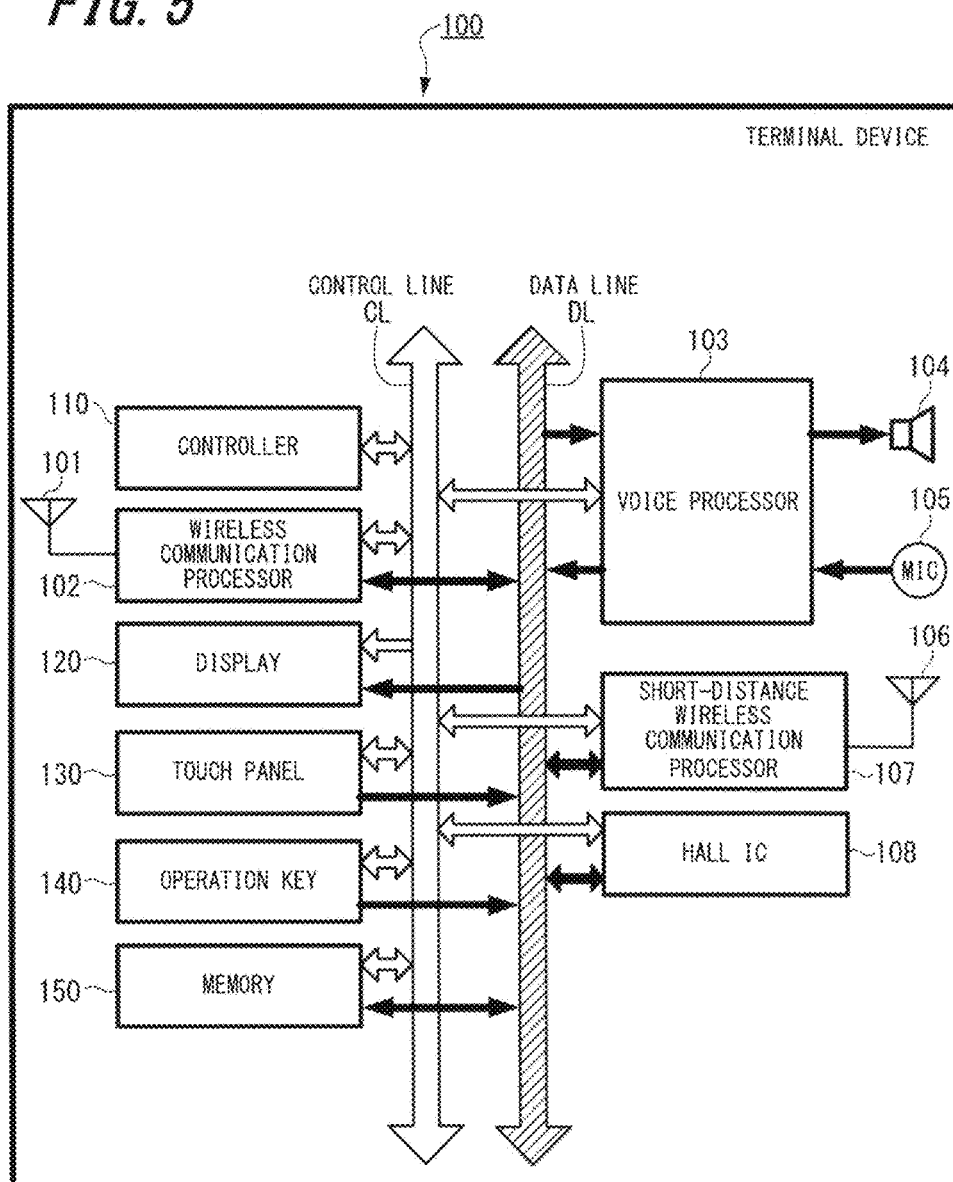 FIG. 5
100
TERMINAL DEVICE
CONTROL LINE
CL
DATA LINE
DL
103
104
110
CONTROLLER
101
VOICE PROCESSOR
WIRELESS
COMMUNICATION
PROCESSOR
102
105
MIC
120
DISPLAY
106
SHORT-DISTANCE
WIRELESS
COMMUNICATION
PROCESSOR
107
130
TOUCH PANEL
HALL IC
108
140
OPERATION KEY
150
MEMORY